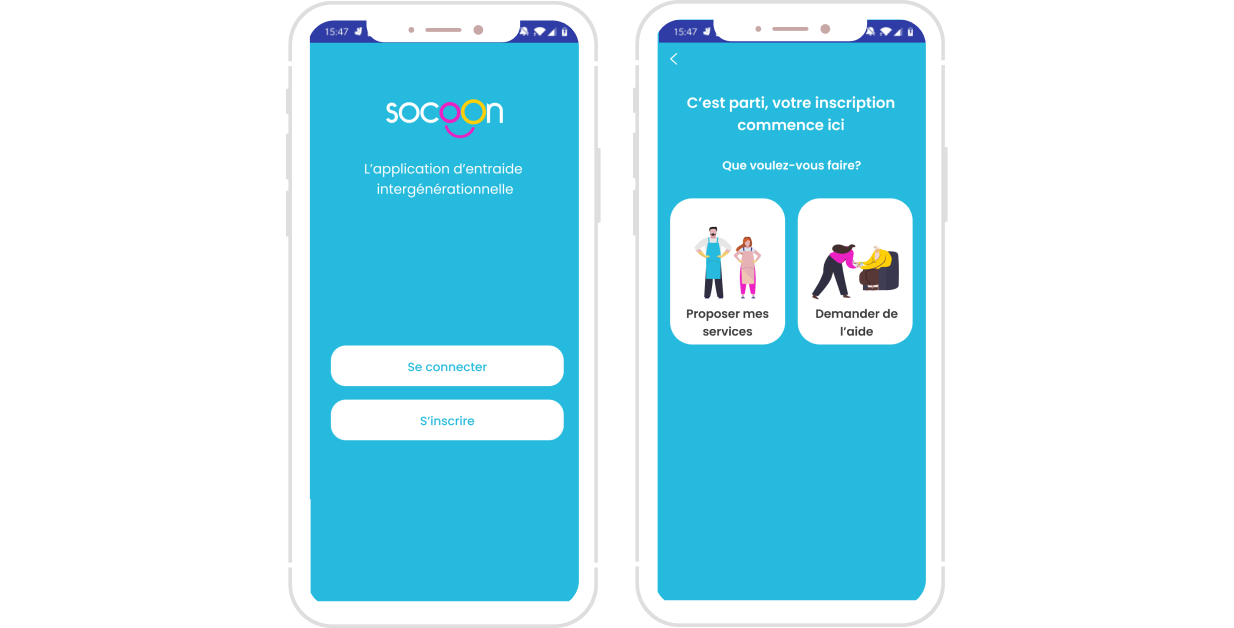 15:47
socoon
L’application d’entraide
intergénérationnelle
Se connecter
S’inscrire
15:47
C’est parti, votre inscription
commence ici
Que voulez-vous faire?
Proposer mes
services
Demander de
l’aide